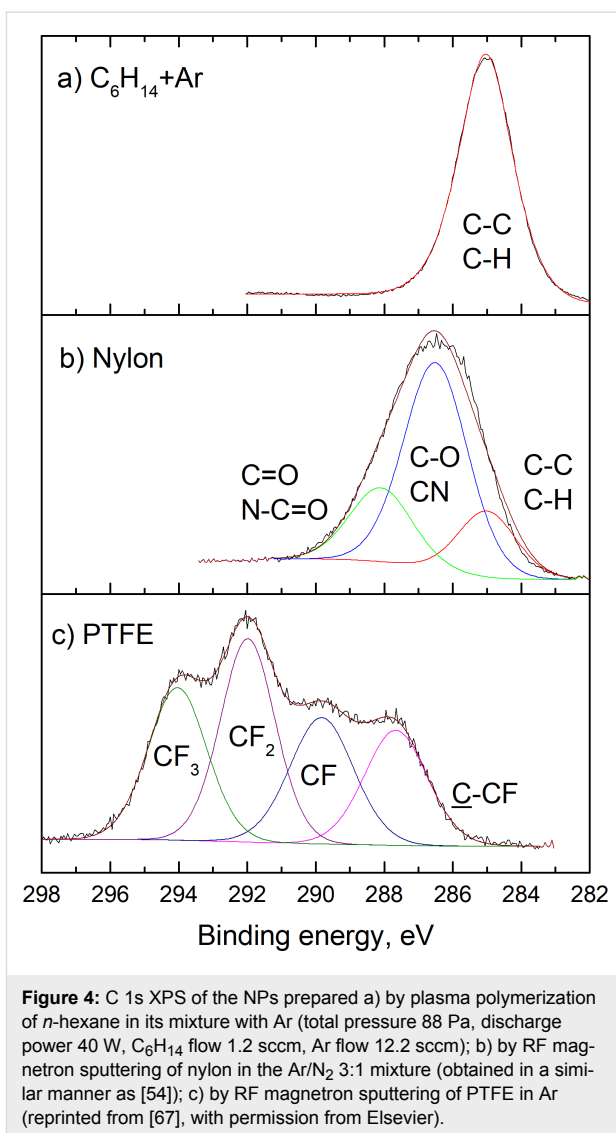 a) C₆H₁₄+Ar
C-C
C-H
b) Nylon
C=O
N-C=O
C-O
CN
C-C
C-H
c) PTFE
CF₃
CF₂
CF
C-CF
298 296 294 292 290 288 286 284 282
Binding energy, eV
Figure 4: C 1s XPS of the NPs prepared a) by plasma polymerization
of n-hexane in its mixture with Ar (total pressure 88 Pa, discharge
power 40 W, C₆H₁₄ flow 1.2 sccm, Ar flow 12.2 sccm); b) by RF mag-
netron sputtering of nylon in the Ar/N₂ 3:1 mixture (obtained in a simi-
lar manner as [54]); c) by RF magnetron sputtering of PTFE in Ar
(reprinted from [67], with permission from Elsevier).